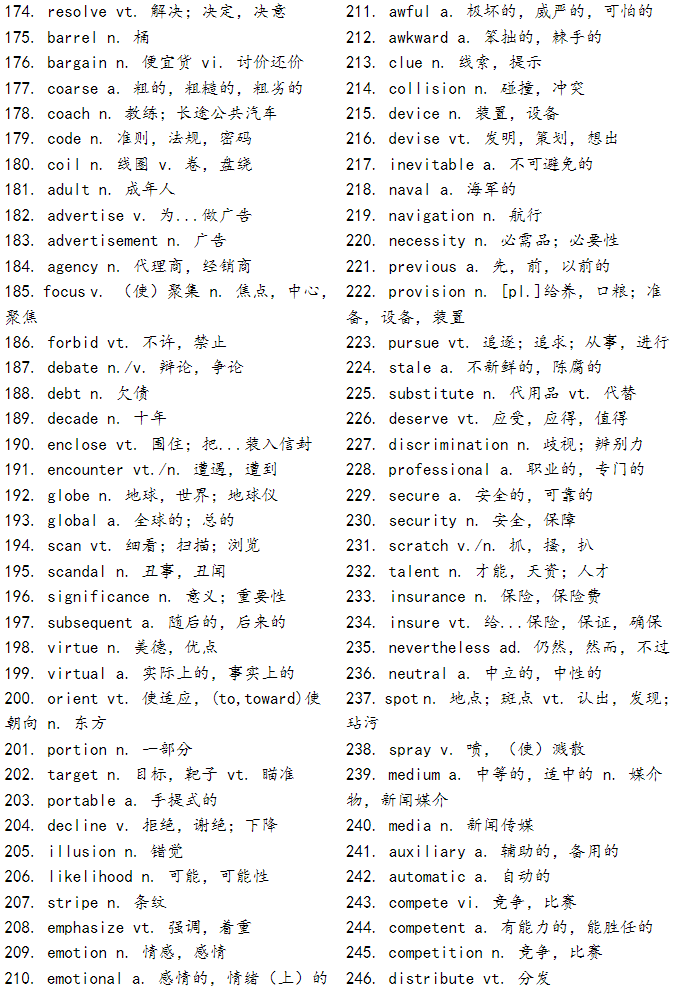 174. resolve vt. 解决；决定，决意
175. barrel n. 桶
176. bargain n. 便宜货 vi. 讨价还价
177. coarse a. 粗的，粗糙的，粗劣的
178. coach n. 教练；长途公共汽车
179. code n. 准则，法规，密码
180. coil n. 线圈 v. 卷，盘绕
181. adult n. 成年人
182. advertise v. 为...做广告
183. advertisement n. 广告
184. agency n. 代理商，经销商
185. focus v. （使）聚集 n. 焦点，中心，
聚焦
186. forbid vt. 不许，禁止
187. debate n./v. 辩论，争论
188. debt n. 欠债
189. decade n. 十年
190. enclose vt. 围住；把...装入信封
191. encounter vt./n. 遭遇，遭到
192. globe n. 地球，世界；地球仪
193. global a. 全球的；总的
194. scan vt. 细看；扫描；浏览
195. scandal n. 丑事，丑闻
196. significance n. 意义；重要性
197. subsequent a. 随后的，后来的
198. virtue n. 美德，优点
199. virtual a. 实际上的，事实上的
200. orient vt. 使适应，(to,toward)使
朝向 n. 东方
201. portion n. 一部分
202. target n. 目标，靶子 vt. 瞄准
203. portable a. 手提式的
204. decline v. 拒绝，谢绝；下降
205. illusion n. 错觉
206. likelihood n. 可能，可能性
207. stripe n. 条纹
208. emphasize vt. 强调，着重
209. emotion n. 情感，感情
210. emotional a. 感情的，情绪（上）的
211. awful a. 极坏的，威严的，可怕的
212. awkward a. 笨拙的，棘手的
213. clue n. 线索，提示
214. collision n. 碰撞，冲突
215. device n. 装置，设备
216. devise vt. 发明，策划，想出
217. inevitable a. 不可避免的
218. naval a. 海军的
219. navigation n. 航行
220. necessity n. 必需品；必要性
221. previous a. 先，前，以前的
222. provision n. [pl.]给养，口粮；准
备，设备，装置
223. pursue vt. 追逐；追求；从事，进行
224. stale a. 不新鲜的，陈腐的
225. substitute n. 代用品 vt. 代替
226. deserve vt. 应受，应得，值得
227. discrimination n. 歧视；辨别力
228. professional a. 职业的，专门的
229. secure a. 安全的，可靠的
230. security n. 安全，保障
231. scratch v./n. 抓，搔，扒
232. talent n. 才能，天资；人才
233. insurance n. 保险，保险费
234. insure vt. 给...保险，保证，确保
235. nevertheless ad. 仍然，然而，不过
236. neutral a. 中立的，中性的
237. spot n. 地点；斑点 vt. 认出，发现；
玷污
238. spray v. 喷，（使）溅散
239. medium a. 中等的，适中的 n. 媒介
物，新闻媒介
240. media n. 新闻传媒
241. auxiliary a. 辅助的，备用的
242. automatic a. 自动的
243. compete vi. 竞争，比赛
244. competent a. 有能力的，能胜任的
245. competition n. 竞争，比赛
246. distribute vt. 分发